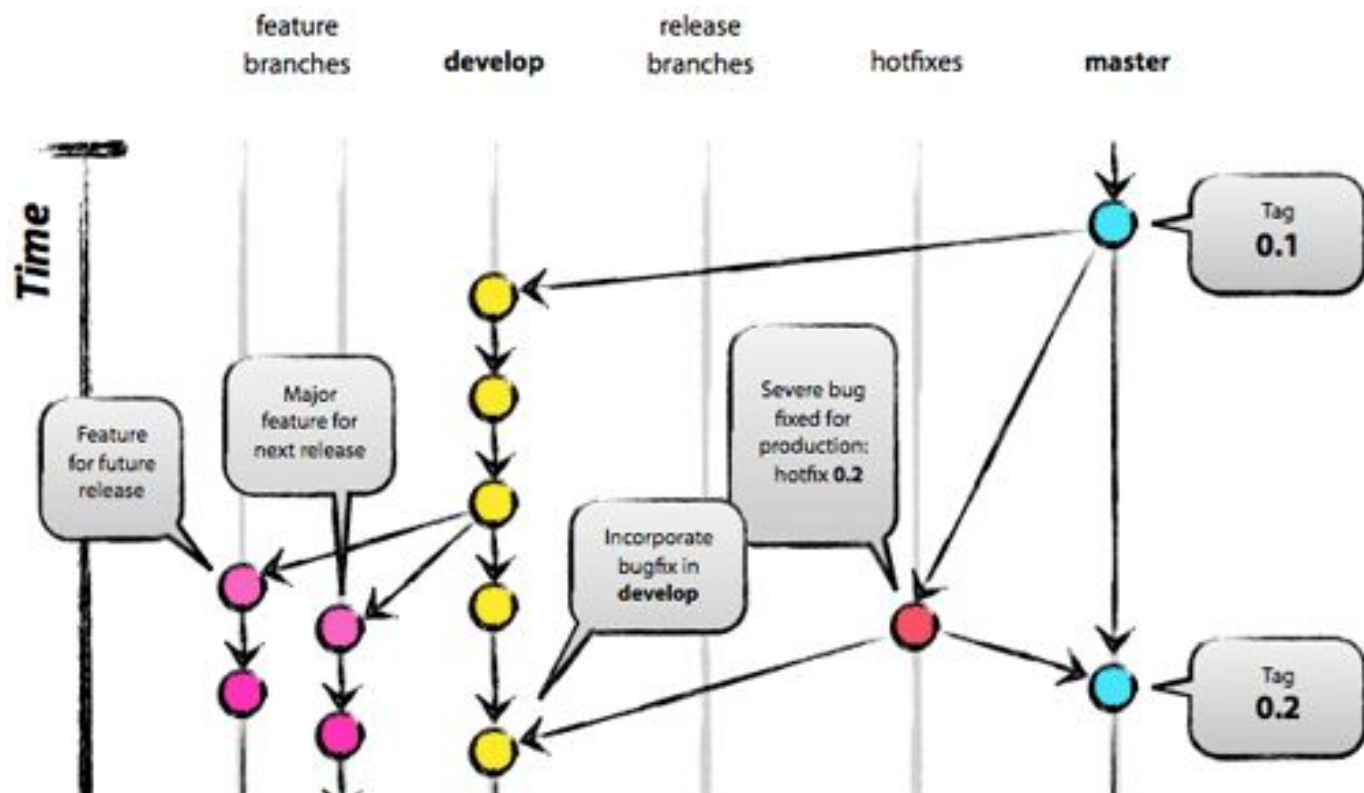 feature
branches
develop
release
branches
hotfixes
master
Time
Tag
0.1
Major
feature for
next release
Severe bug
fixed for
production:
hotfix 0.2
Feature
for future
release
Incorporate
bugfix in
develop
Tag
0.2